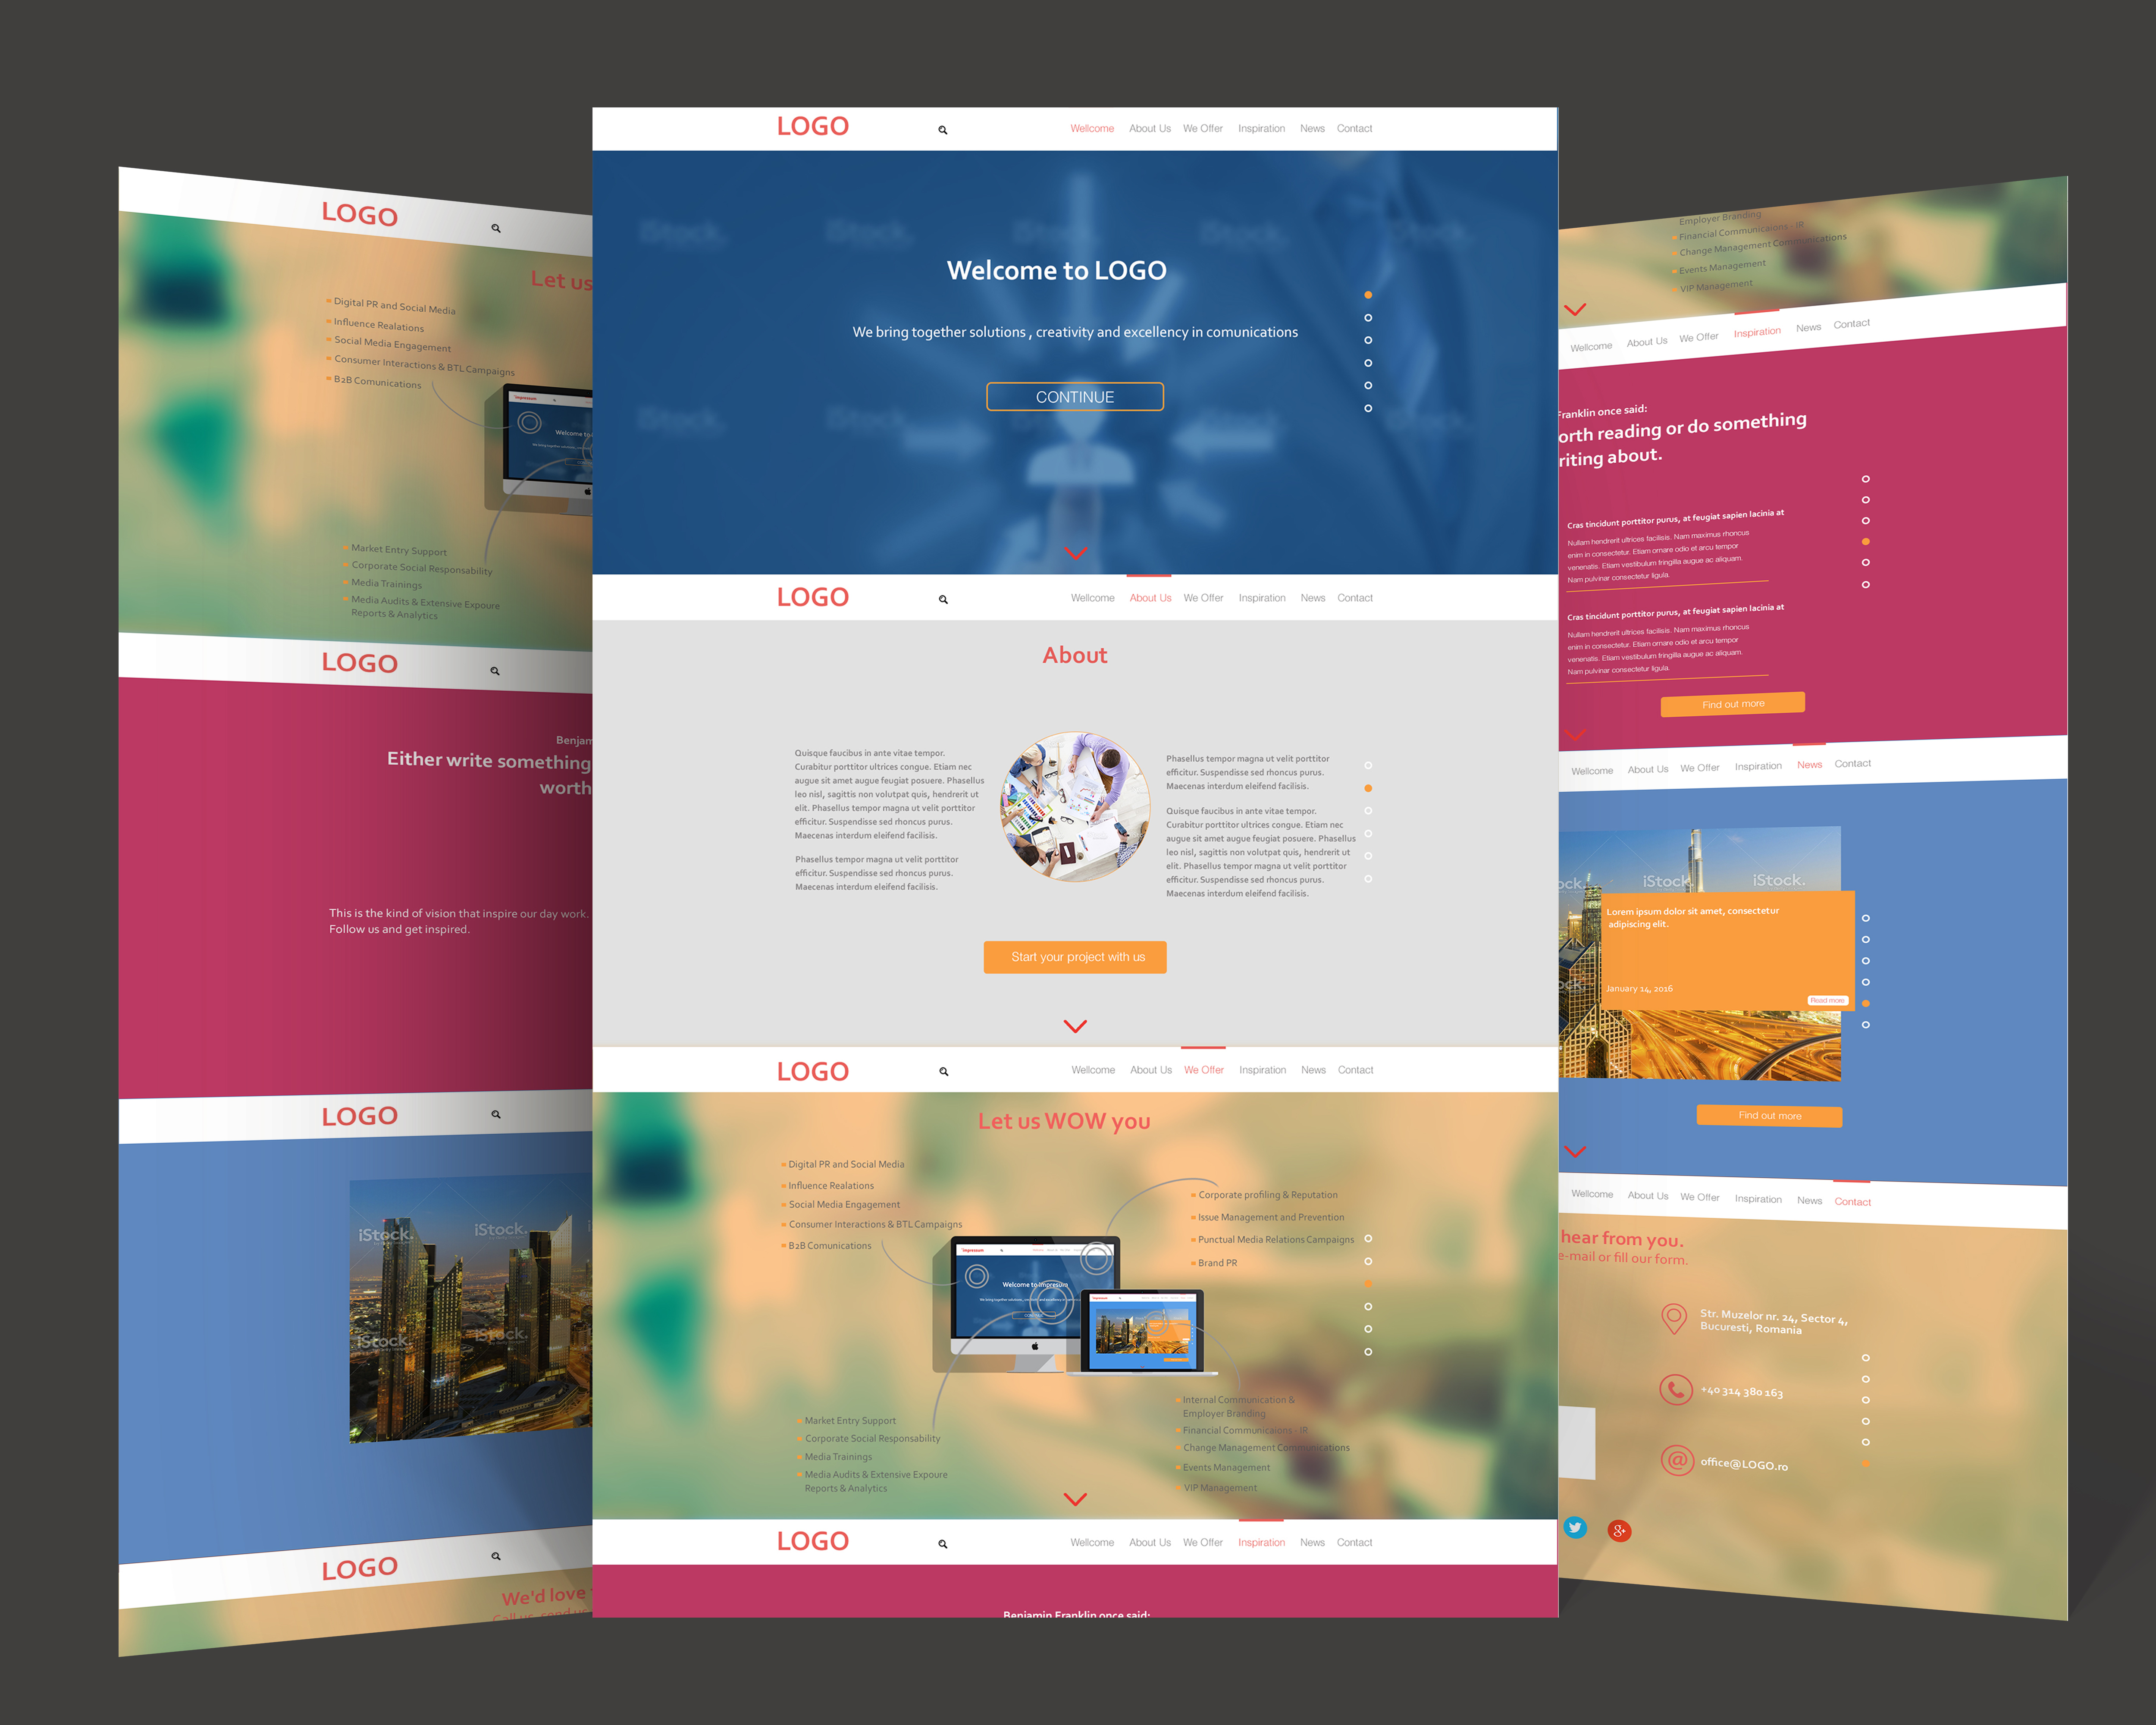 LOGO
Let us
Digital PR and Social Media
Influence Realations
Social Media Engagement
Consumer Interactions & BTL Campaigns
B2B Comunications
Welcome to
Market Entry Support
Corporate Social Responsability
Media Trainings
Media Audits & Extensive Expoure
Reports & Analytics
LOGO
Benjam
Either write something
worth
This is the kind of vision that inspire our day work.
Follow us and get inspired.
LOGO
iStock.
iStock.
iStock.
iStock.
LOGO
We'd love
LOGO
Wellcome About Us We Offer Inspiration News Contact
iStock. iStock. iStock. iStock. iStock.
Welcome to LOGO
We bring together solutions , creativity and excellency in comunications
CONTINUE
iStock. iStock. iStock. iStock.
LOGO
Wellcome About Us We Offer Inspiration News Contact
About
Quisque faucibus in ante vitae tempor.
Curabitur porttitor ultrices congue. Etiam nec
augue sit amet augue feugiat posuere. Phasellus
leo nisl, sagittis non volutpat quis, hendrerit ut
elit. Phasellus tempor magna ut velit porttitor
efficitur. Suspendisse sed rhoncus purus.
Maecenas interdum eleifend facilisis.
Phasellus tempor magna ut velit porttitor
efficitur. Suspendisse sed rhoncus purus.
Maecenas interdum eleifend facilisis.
Phasellus tempor magna ut velit porttitor
efficitur. Suspendisse sed rhoncus purus.
Maecenas interdum eleifend facilisis.
Quisque faucibus in ante vitae tempor.
Curabitur porttitor ultrices congue. Etiam nec
augue sit amet augue feugiat posuere. Phasellus
leo nisl, sagittis non volutpat quis, hendrerit ut
elit. Phasellus tempor magna ut velit porttitor
efficitur. Suspendisse sed rhoncus purus.
Maecenas interdum eleifend facilisis.
Start your project with us
LOGO
Wellcome About Us We Offer Inspiration News Contact
Let us WOW you
Digital PR and Social Media
Influence Realations
Social Media Engagement
Consumer Interactions & BTL Campaigns
B2B Comunications
Corporate profiling & Reputation
Issue Management and Prevention
Punctual Media Relations Campaigns
Brand PR
Impressum
Welcome to Impresum
Market Entry Support
Corporate Social Responsability
Media Trainings
Media Audits & Extensive Expoure
Reports & Analytics
Internal Communication &
Employer Branding
Financial Communicaions - IR
Change Management Communications
Events Management
VIP Management
LOGO
Wellcome About Us We Offer Inspiration News Contact
Benjamin Franklin once said:
Employer Branding
Financial Communicaions - IR
Change Management Communications
Events Management
VIP Management
Wellcome About Us We Offer Inspiration News Contact
Franklin once said:
orth reading or do something
riting about.
Cras tincidunt porttitor purus, at feugiat sapien lacinia at
Nullam hendrerit ultrices facilisis. Nam maximus rhoncus
enim in consectetur. Etiam ornare odio et arcu tempor
venenatis. Etiam vestibulum fringilla augue ac aliquam.
Nam pulvinar consectetur ligula.
Cras tincidunt porttitor purus, at feugiat sapien lacinia at
Nullam hendrerit ultrices facilisis. Nam maximus rhoncus
enim in consectetur. Etiam ornare odio et arcu tempor
venenatis. Etiam vestibulum fringilla augue ac aliquam.
Nam pulvinar consectetur ligula.
Find out more
Wellcome About Us We Offer Inspiration News Contact
ock. iStock. iStock.
Lorem ipsum dolor sit amet, consectetur
adipiscing elit.
ock.
January 14, 2016
Read more
Find out more
Wellcome About Us We Offer Inspiration News Contact
hear from you.
e-mail or fill our form.
Str. Muzelor nr. 24, Sector 4,
Bucuresti, Romania
+40 314 380 163
@ office@LOGO.ro
g+